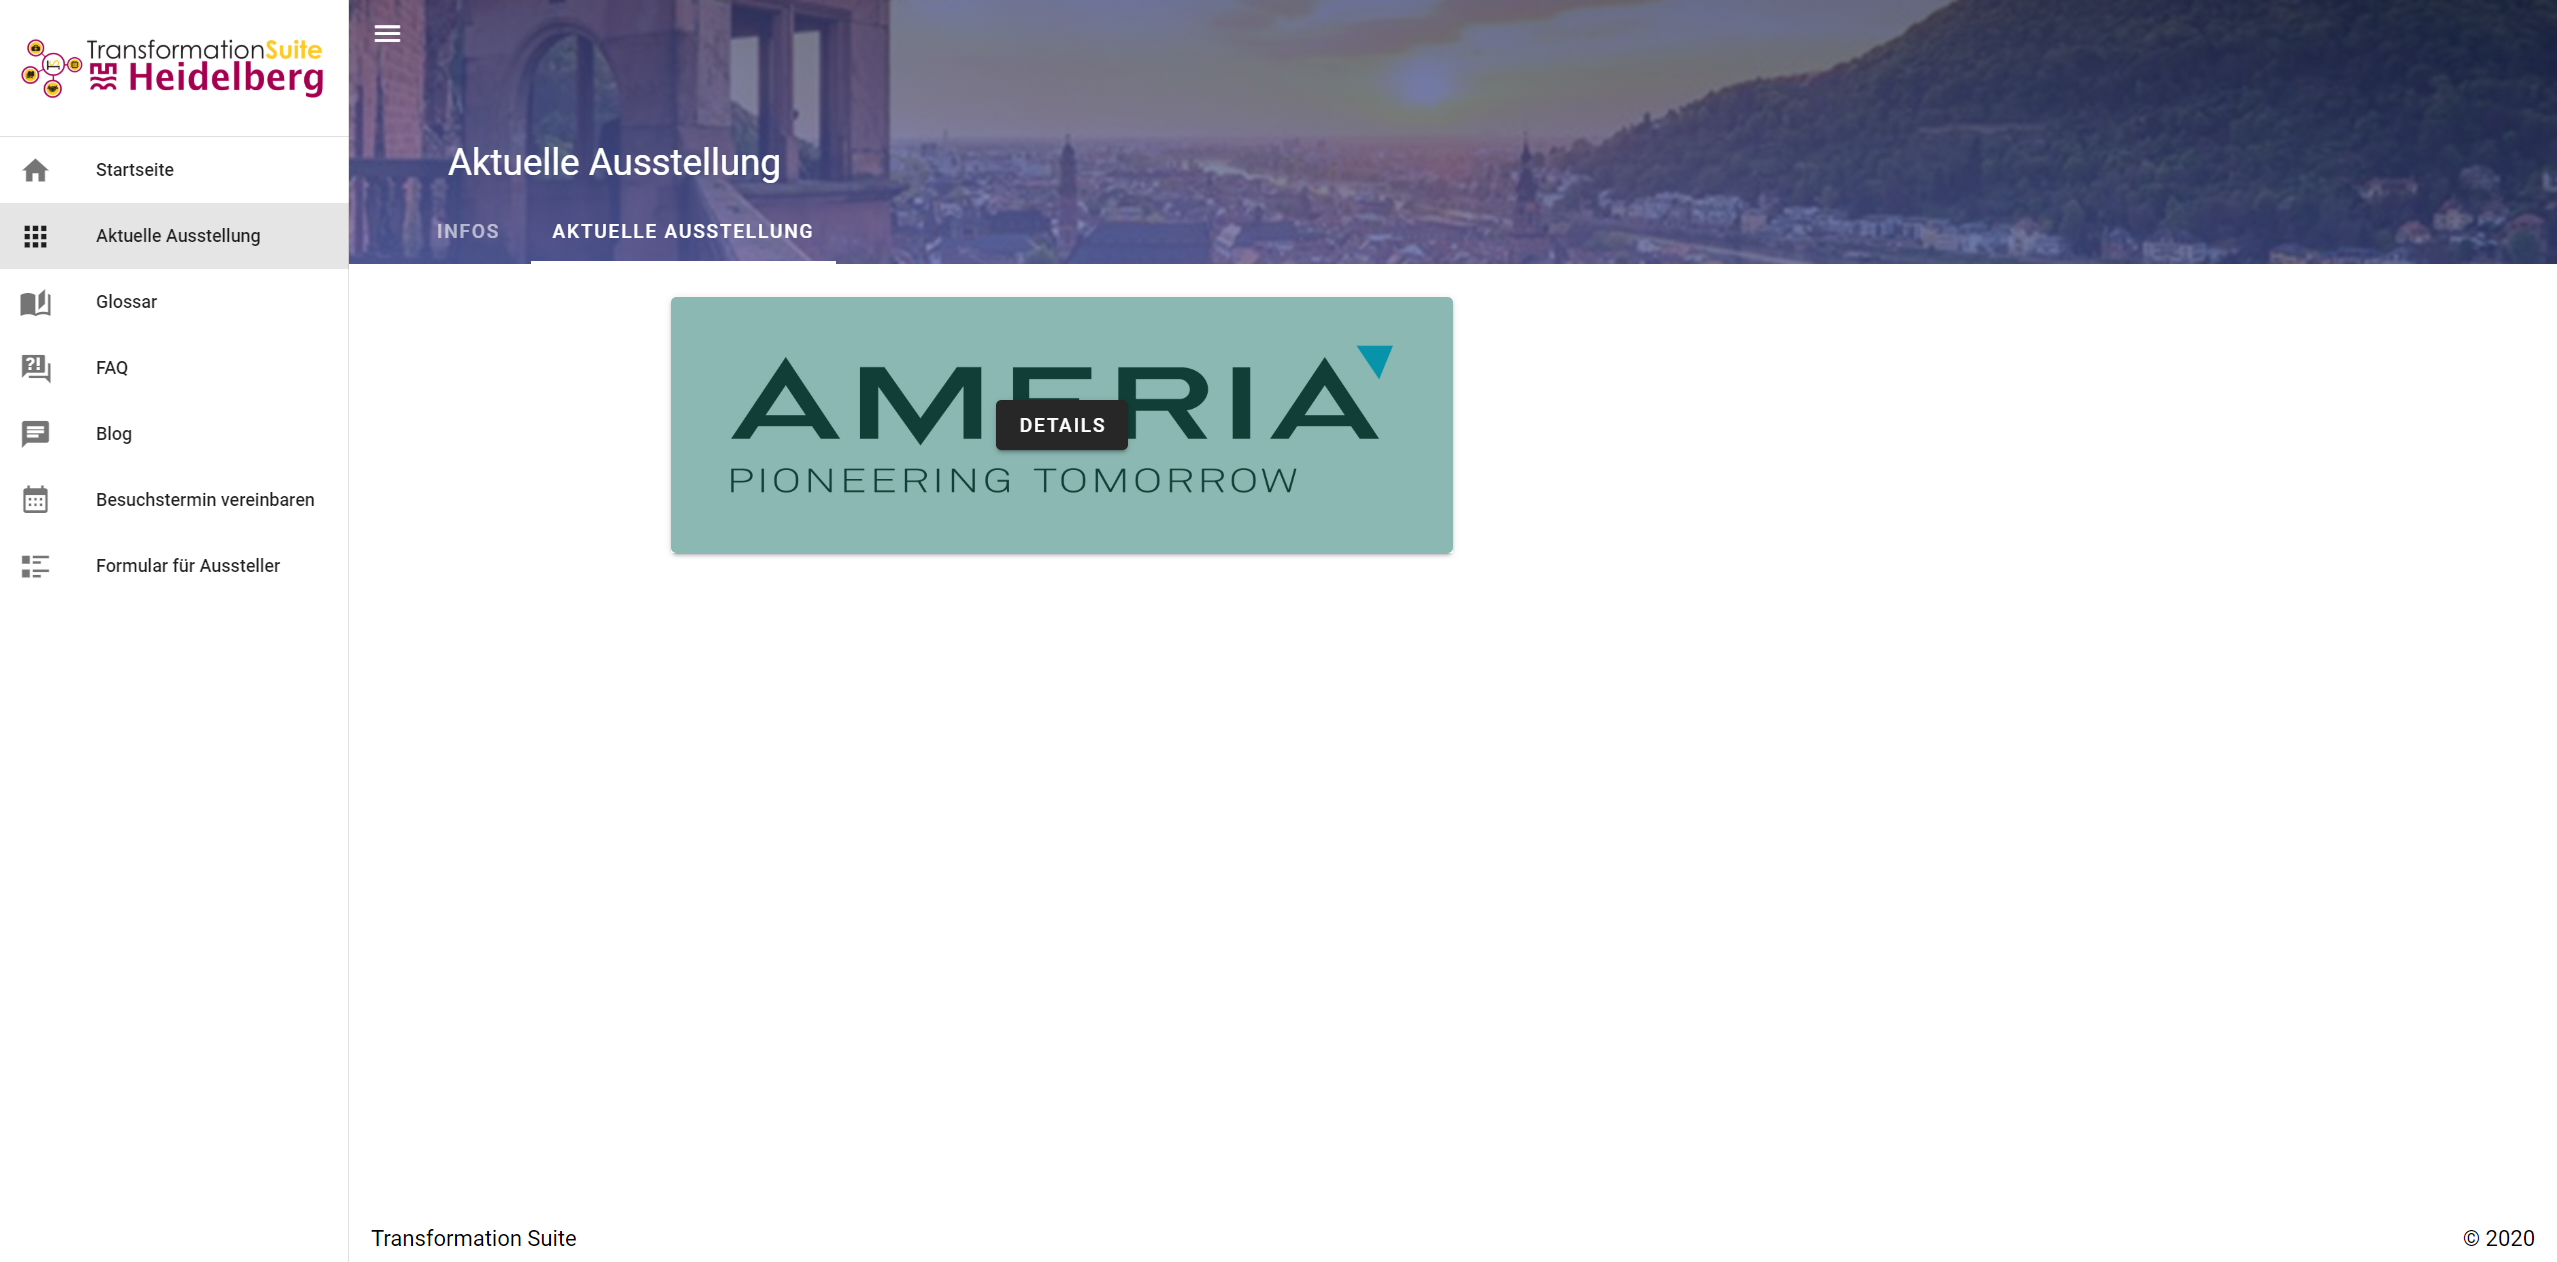 TransformationSuite
Heidelberg
Startseite
Aktuelle Ausstellung
Glossar
FAQ
Blog
Besuchstermin vereinbaren
Formular für Aussteller
Aktuelle Ausstellung
INFOS
AKTUELLE AUSSTELLUNG
AMERIA
DETAILS
PIONEERING TOMORROW
Transformation Suite
© 2020